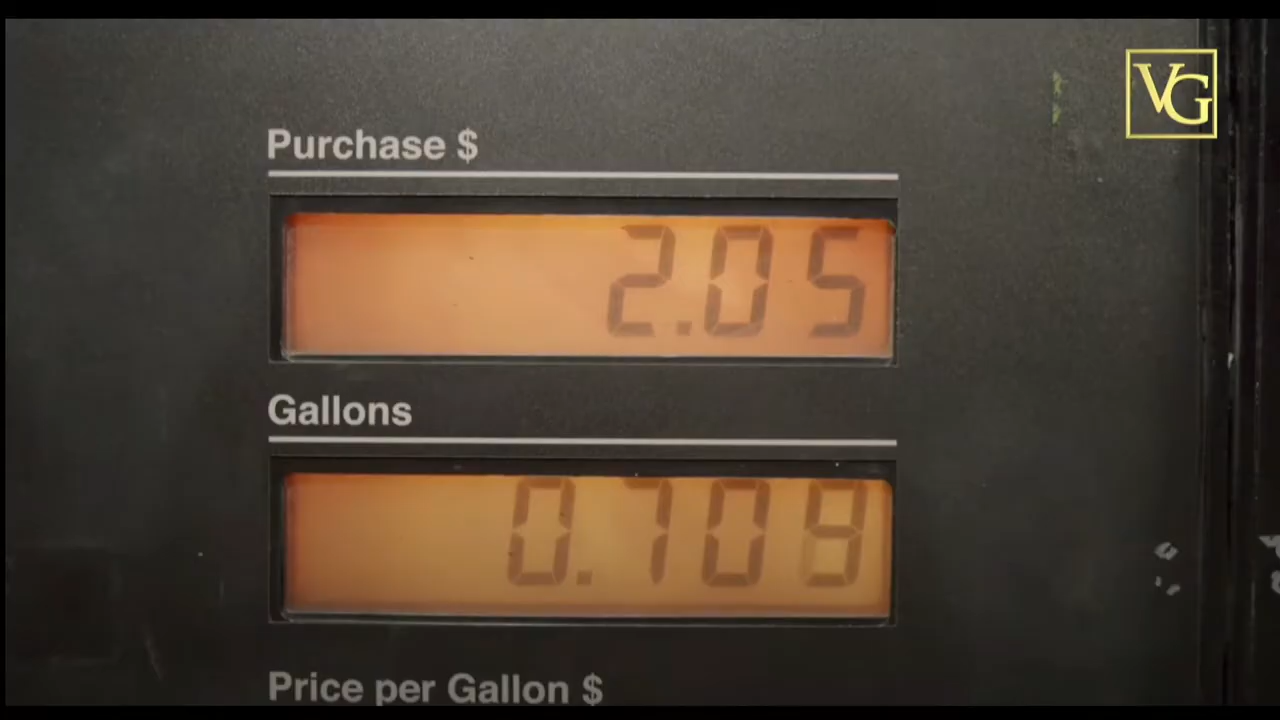 VG
Purchase $
2.05
Gallons
0.709
Price per Gallon $